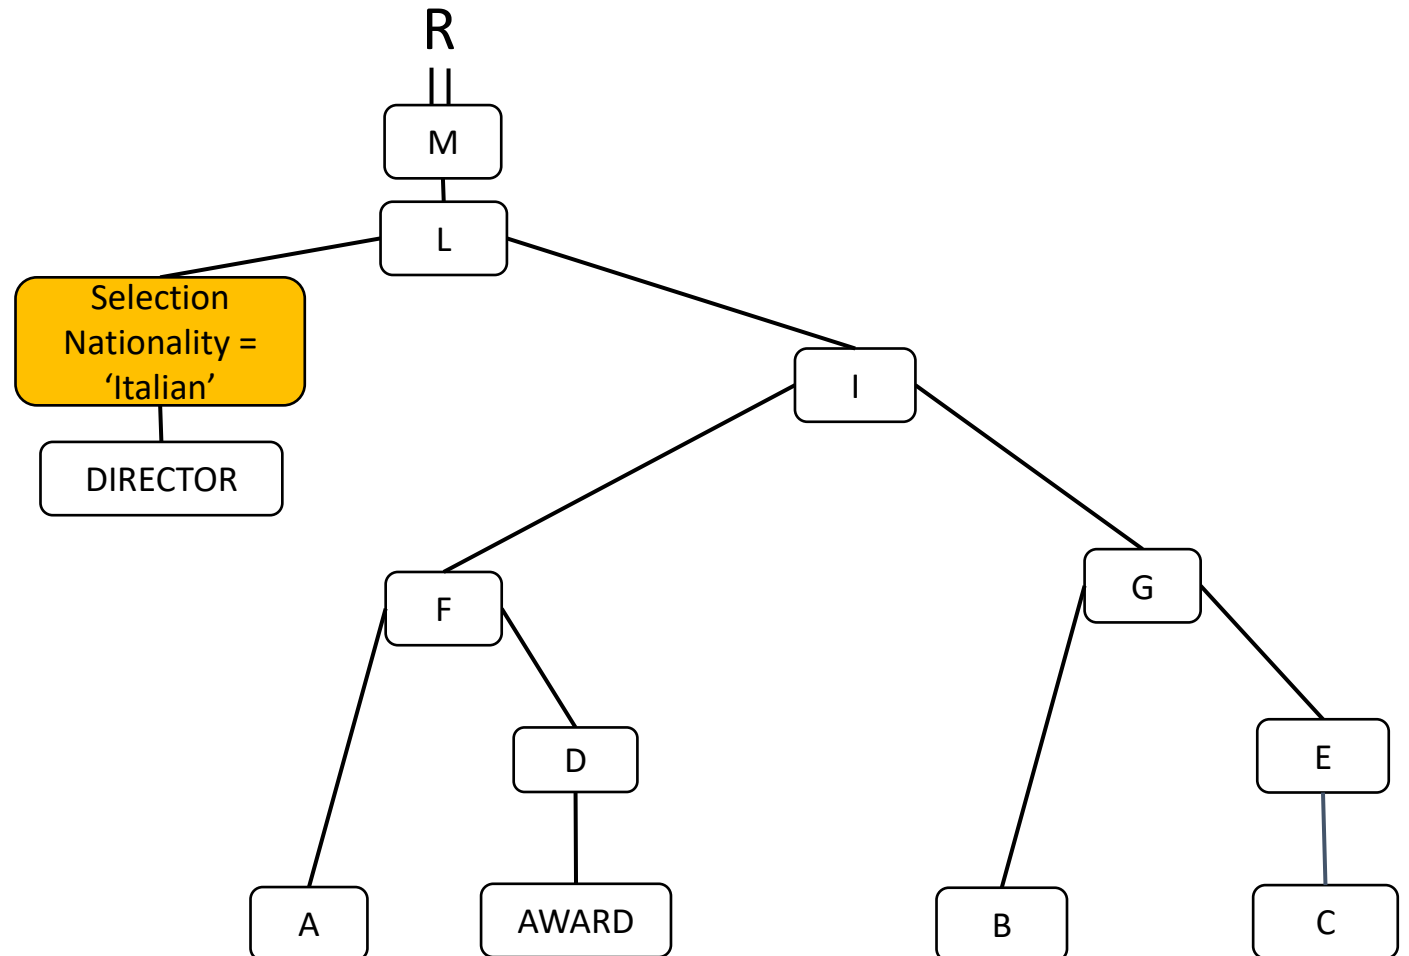 R
M
L
Selection
Nationality =
‘Italian’
DIRECTOR
I
F
G
D
E
A
AWARD
B
C